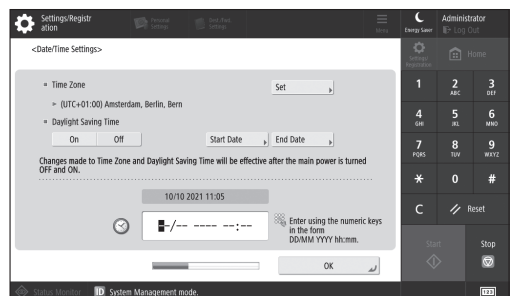 Settings/Registr
ation
Personal
Settings
Dest./Fwd.
Settings
Menu
Energy Saver
Administrator
Log Out
<Date/Time Settings>
Settings/
Registration
Home
Time Zone
Set
(UTC+01:00) Amsterdam, Berlin, Bern
Daylight Saving Time
On
Off
Start Date
End Date
Changes made to Time Zone and Daylight Saving Time will be effective after the main power is turned
OFF and ON.
10/10 2021 11:05
-/-- ---- --:--
Enter using the numeric keys
in the form
DD/MM YYYY hh:mm.
OK
1
2
ABC
3
DEF
4
GHI
5
JKL
6
MNO
7
PQRS
8
TUV
9
WXYZ
*
0
#
C
Reset
Start
Stop
Status Monitor
ID System Management mode.
123